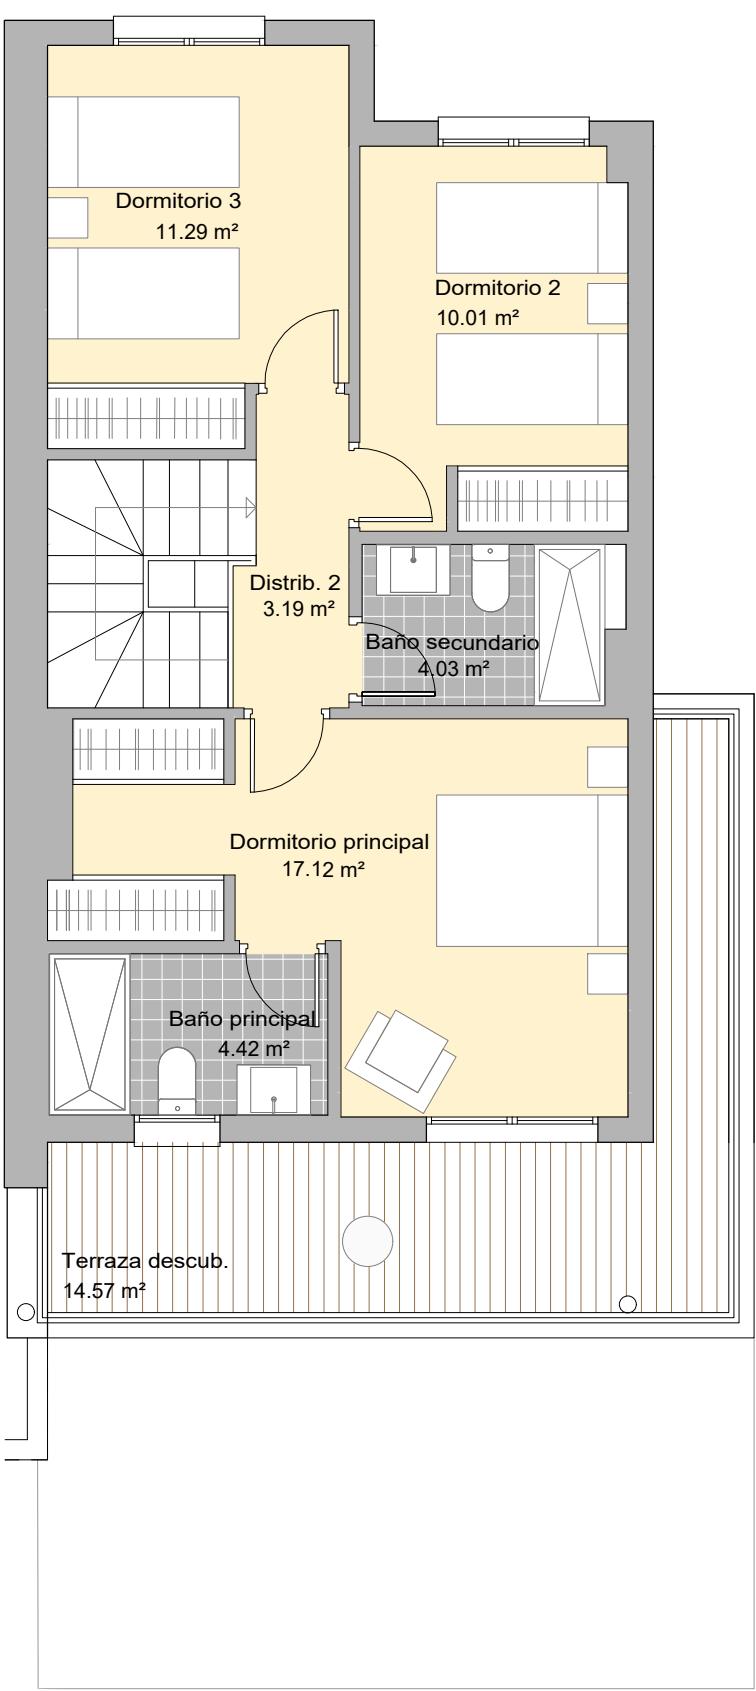 Dormitorio 3
11.29 m²
Dormitorio 2
10.01 m²
Distrib. 2
3.19 m²
Baño secundario
4.03 m²
Dormitorio principal
17.12 m²
Baño principal
4.42 m²
Terraza descub.
14.57 m²